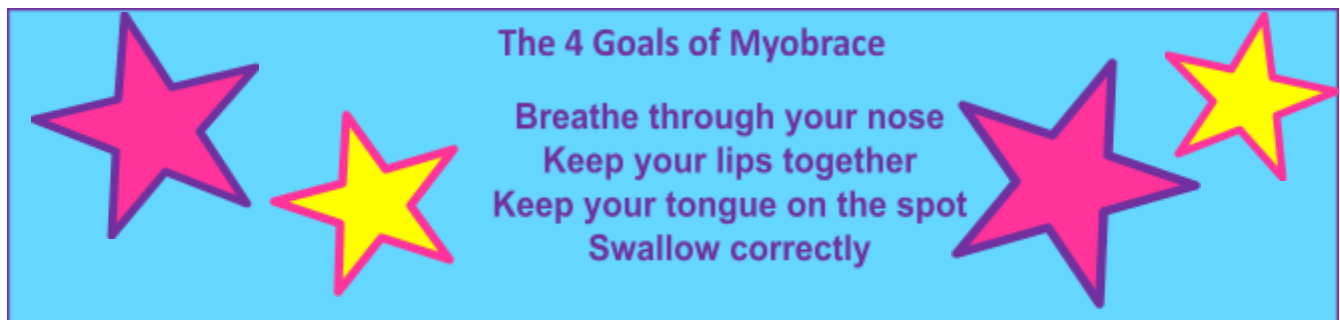 The 4 Goals of Myobrace
Breathe through your nose
Keep your lips together
Keep your tongue on the spot
Swallow correctly